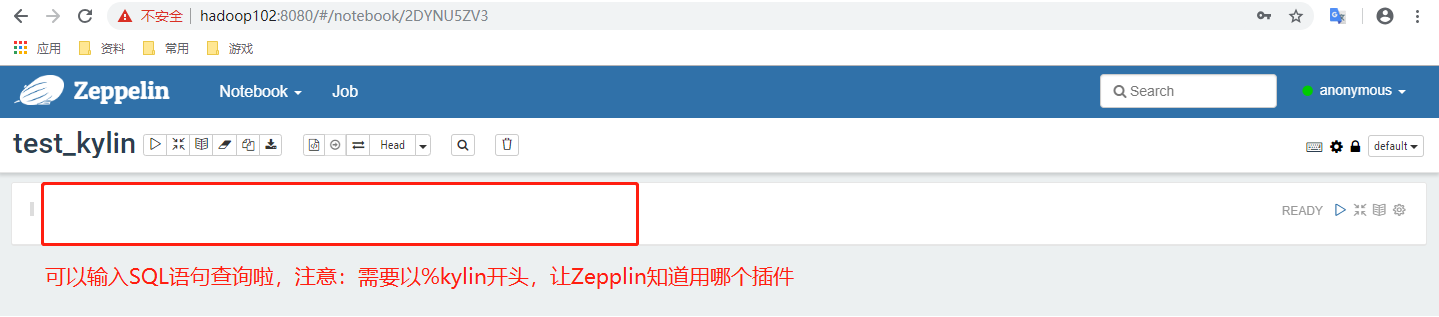 不安全 | hadoop102:8080/#/notebook/2DYNU5ZV3
应用 资料 常用 游戏
Zeppelin Notebook Job Search anonymous
test_kylin Head default
READY
可以输入SQL语句查询啦，注意：需要以%kylin开头，让Zepplin知道用哪个插件